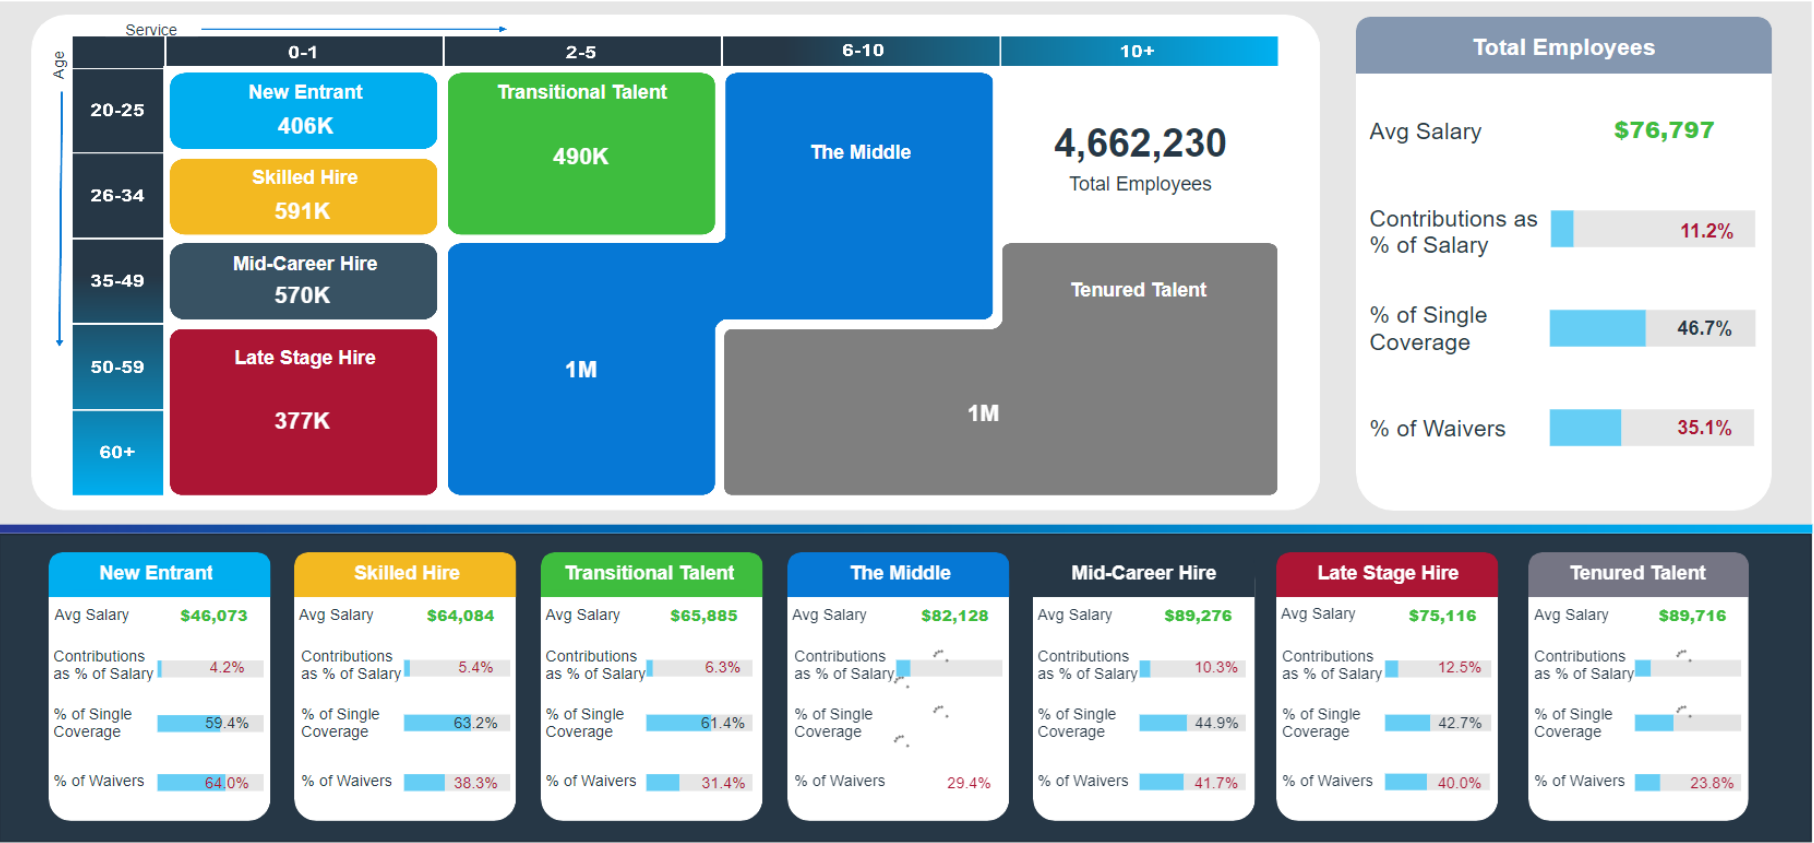 Service
Age
0-1
2-5
6-10
10+
20-25
26-34
35-49
50-59
60+
New Entrant
406K
Skilled Hire
591K
Mid-Career Hire
570K
Late Stage Hire
377K
Transitional Talent
490K
The Middle
1M
4,662,230
Total Employees
Tenured Talent
1M
Total Employees
Avg Salary
$76,797
Contributions as
% of Salary
11.2%
% of Single
Coverage
46.7%
% of Waivers
35.1%
New Entrant
Avg Salary
$46,073
Contributions
as % of Salary
4.2%
% of Single
Coverage
59.4%
% of Waivers
64.0%
Skilled Hire
Avg Salary
$64,084
Contributions
as % of Salary
5.4%
% of Single
Coverage
63.2%
% of Waivers
38.3%
Transitional Talent
Avg Salary
$65,885
Contributions
as % of Salary
6.3%
% of Single
Coverage
61.4%
% of Waivers
31.4%
The Middle
Avg Salary
$82,128
Contributions
as % of Salary
% of Single
Coverage
% of Waivers
29.4%
Mid-Career Hire
Avg Salary
$89,276
Contributions
as % of Salary
10.3%
% of Single
Coverage
44.9%
% of Waivers
41.7%
Late Stage Hire
Avg Salary
$75,116
Contributions
as % of Salary
12.5%
% of Single
Coverage
42.7%
% of Waivers
40.0%
Tenured Talent
Avg Salary
$89,716
Contributions
as % of Salary
% of Single
Coverage
% of Waivers
23.8%